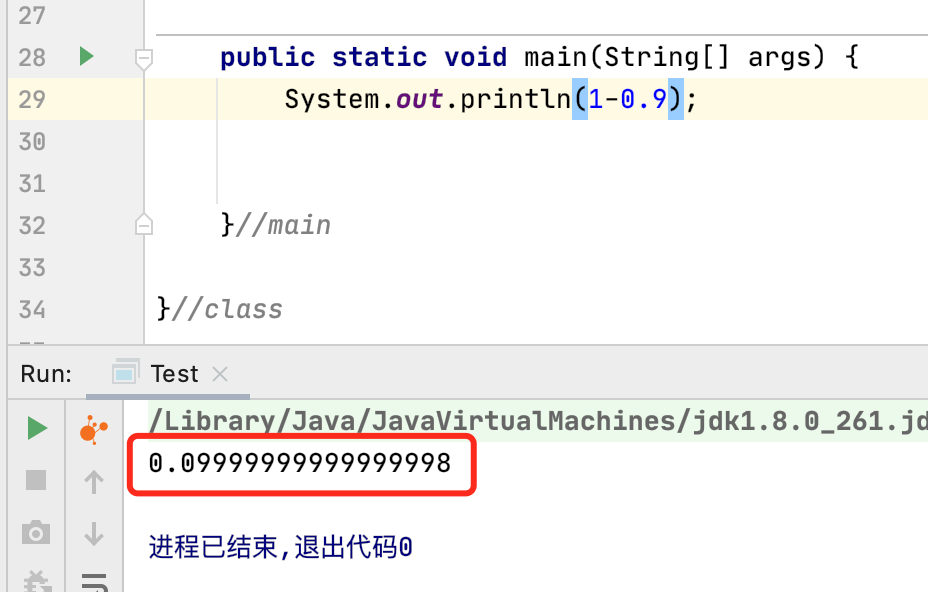 27
28 public static void main(String[] args) {
29 System.out.println(1-0.9);
30
31
32 }//main
33
34 }//class
Run: Test
/Library/Java/JavaVirtualMachines/jdk1.8.0_261.jd
0.09999999999999998
进程已结束,退出代码0